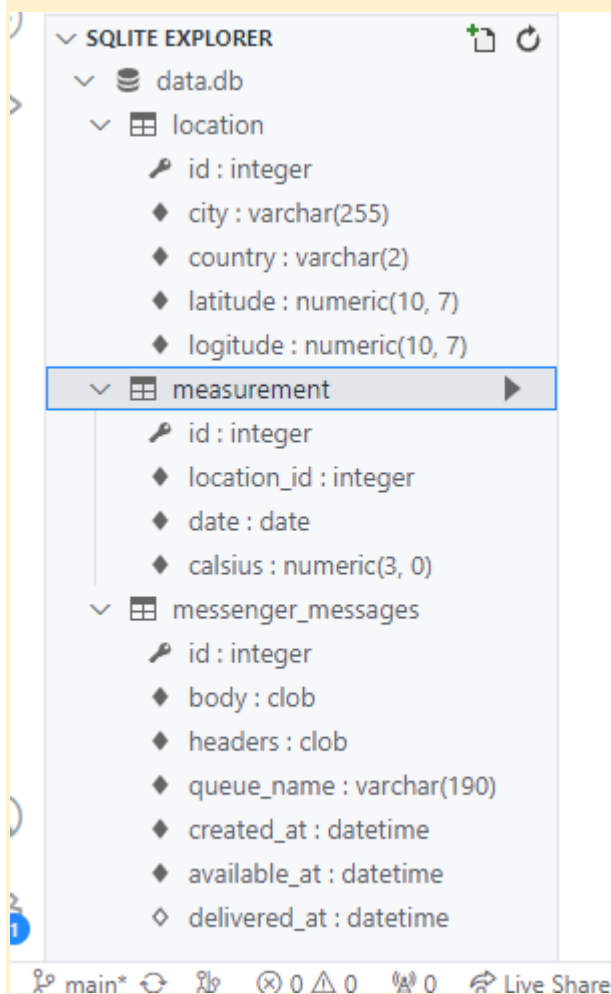 SQLITE EXPLORER
data.db
location
id : integer
city : varchar(255)
country : varchar(2)
latitude : numeric(10, 7)
logitude : numeric(10, 7)
measurement
id : integer
location_id : integer
date : date
calsius : numeric(3, 0)
messenger_messages
id : integer
body : clob
headers : clob
queue_name : varchar(190)
created_at : datetime
available_at : datetime
delivered_at : datetime
1
main* 0 0 0 Live Share